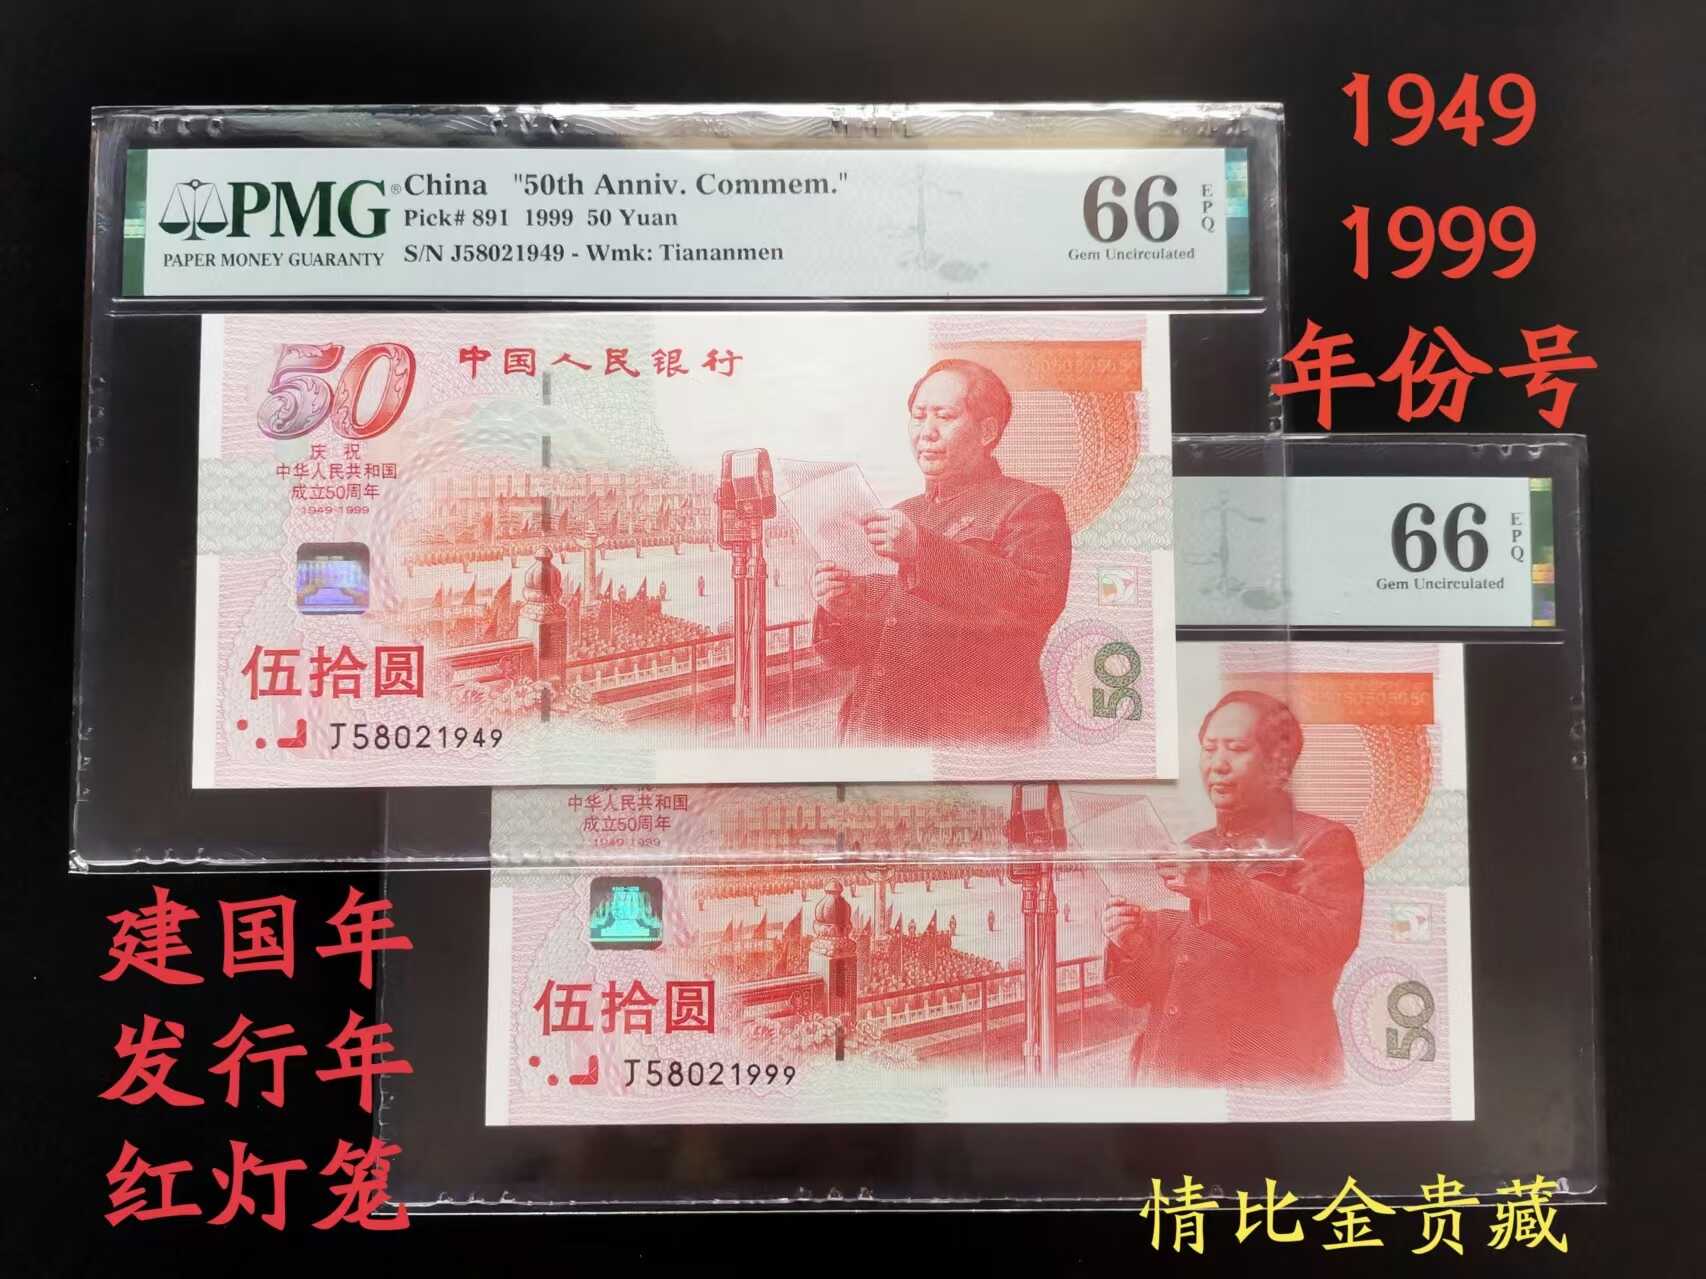 1949
1999
年份号
PMG® China "50th Anniv. Commem."
Pick# 891 1999 50 Yuan
PAPER MONEY GUARANTY S/N J58021949 - Wmk: Tiananmen
66 EPQ
Gem Uncirculated
50 中国人民银行
庆祝
中华人民共和国
成立50周年
1949-1999
伍拾圆
J58021949
50
66 EPQ
Gem Uncirculated
中华人民共和国
成立50周年
1949-1999
伍拾圆
J58021999
50
建国年
发行年
红灯笼
情比金贵藏